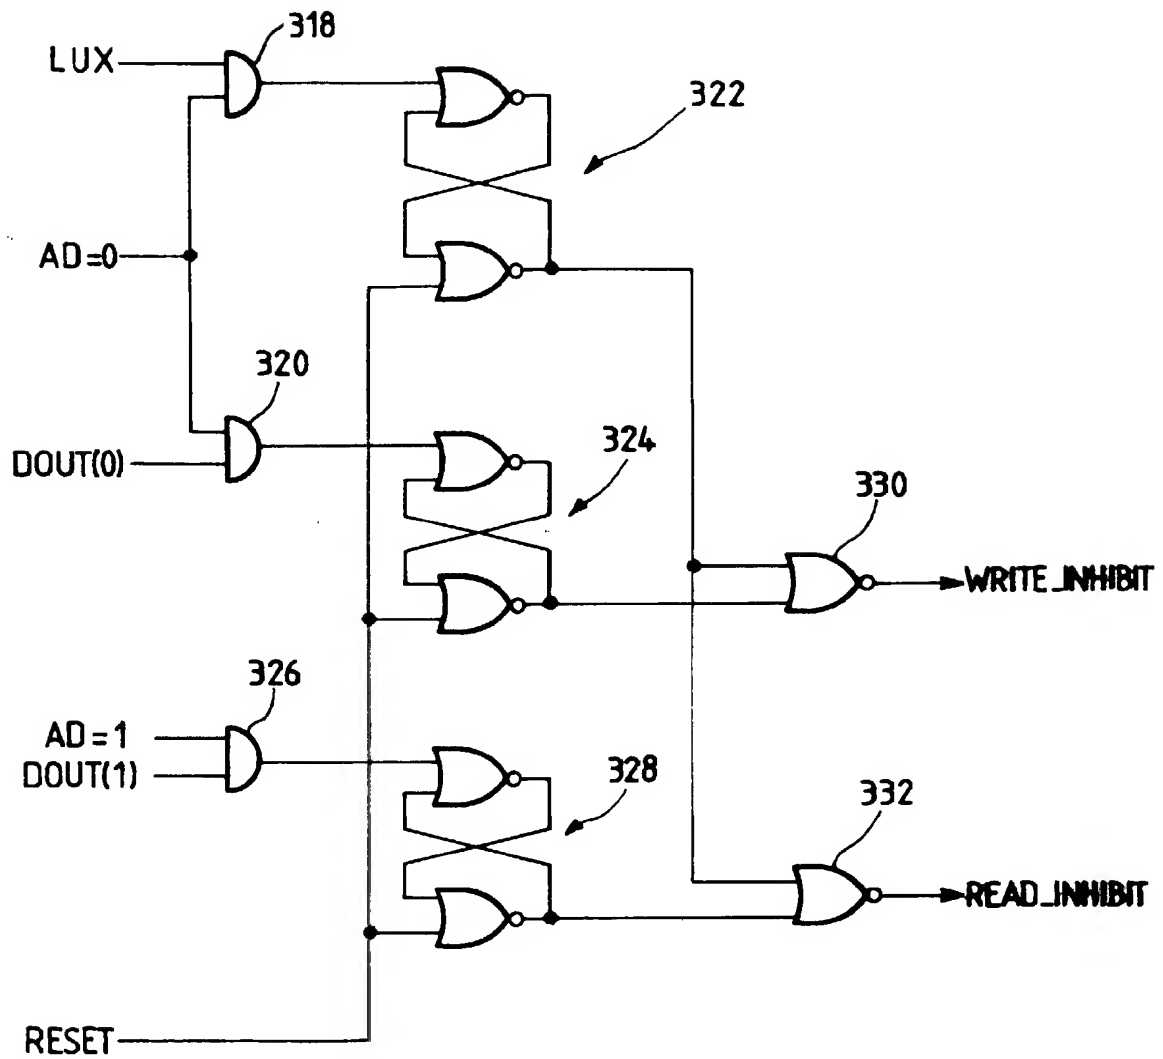 318
LUX
322
AD=0
320
324
DOUT(0)
330
WRITE_INHIBIT
326
AD=1
DOUT(1)
328
332
READ_INHIBIT
RESET